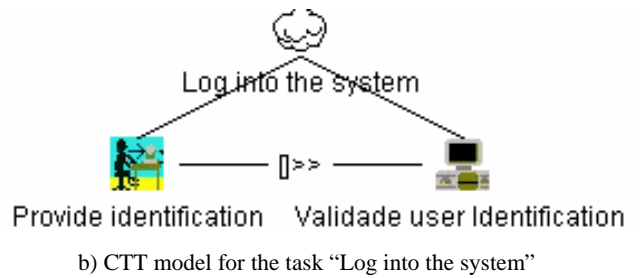 Log into the system
[]>>
Provide identification Validade user Identification
b) CTT model for the task “Log into the system”